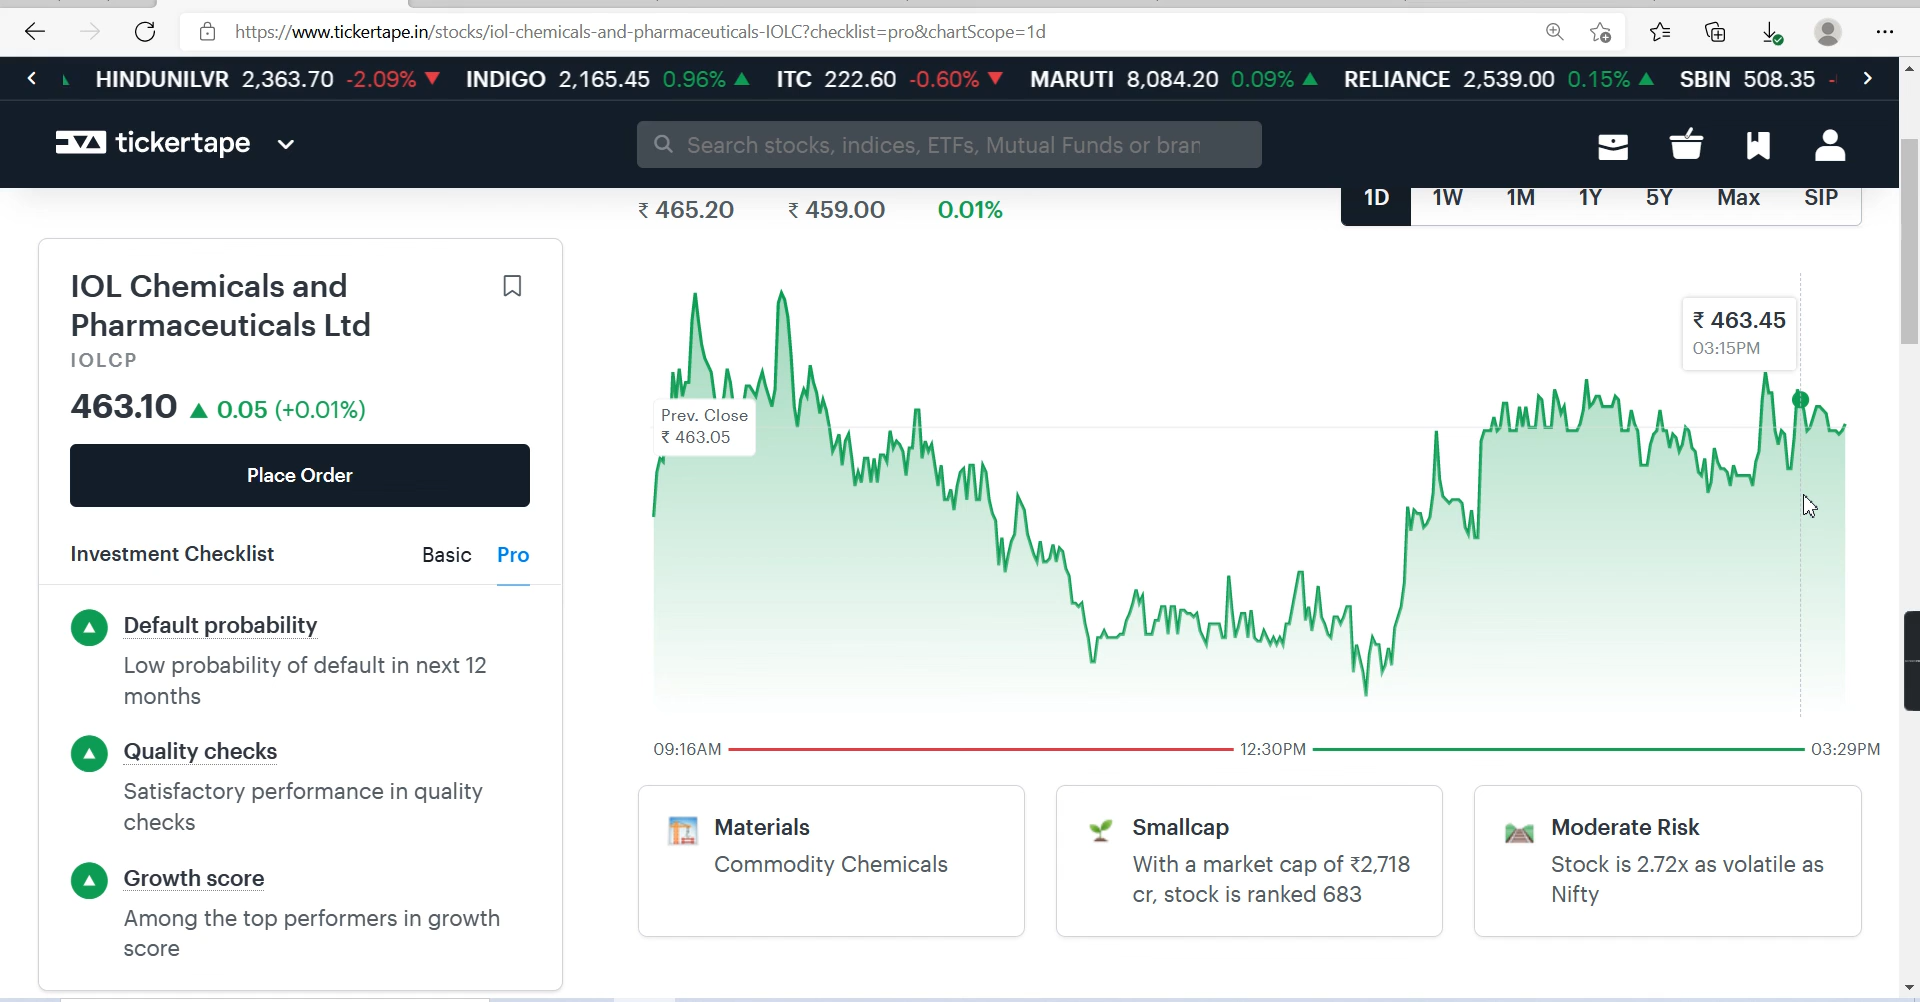 https://www.tickertape.in/stocks/iol-chemicals-and-pharmaceuticals-IOLC?checklist=pro&chartScope=1d
HINDUNILVR 2,363.70 -2.09% INDIGO 2,165.45 0.96% ITC 222.60 -0.60% MARUTI 8,084.20 0.09% RELIANCE 2,539.00 0.15% SBIN 508.35 -
tickertape
Search stocks, indices, ETFs, Mutual Funds or bran
₹ 465.20 ₹ 459.00 0.01%
1D 1W 1M 1Y 5Y Max SIP
IOL Chemicals and
Pharmaceuticals Ltd
IOLCP
463.10 0.05 (+0.01%)
Place Order
Investment Checklist Basic Pro
Default probability
Low probability of default in next 12
months
Quality checks
Satisfactory performance in quality
checks
Growth score
Among the top performers in growth
score
₹ 463.45
03:15PM
Prev. Close
₹ 463.05
09:16AM 12:30PM 03:29PM
Materials
Commodity Chemicals
Smallcap
With a market cap of ₹2,718
cr, stock is ranked 683
Moderate Risk
Stock is 2.72x as volatile as
Nifty